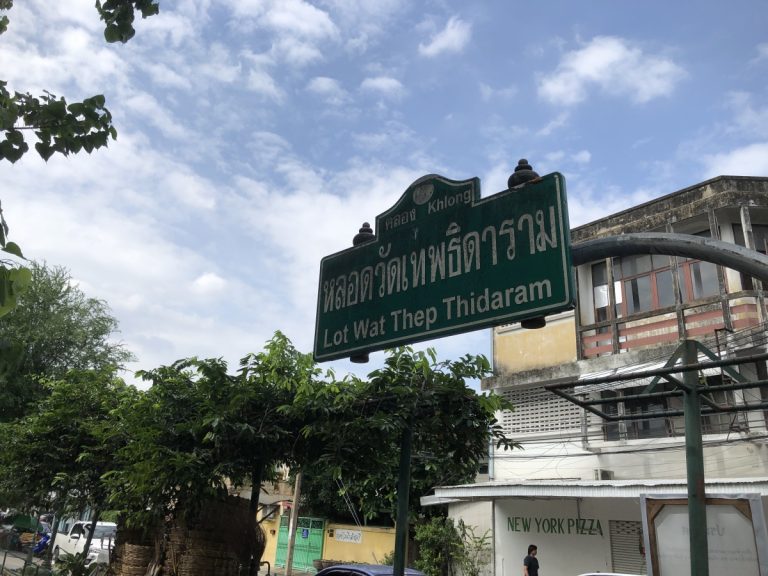 คลอง Khlong
หลอดวัดเทพธิดาราม
Lot Wat Thep Thidaram
NEW YORK PIZZA